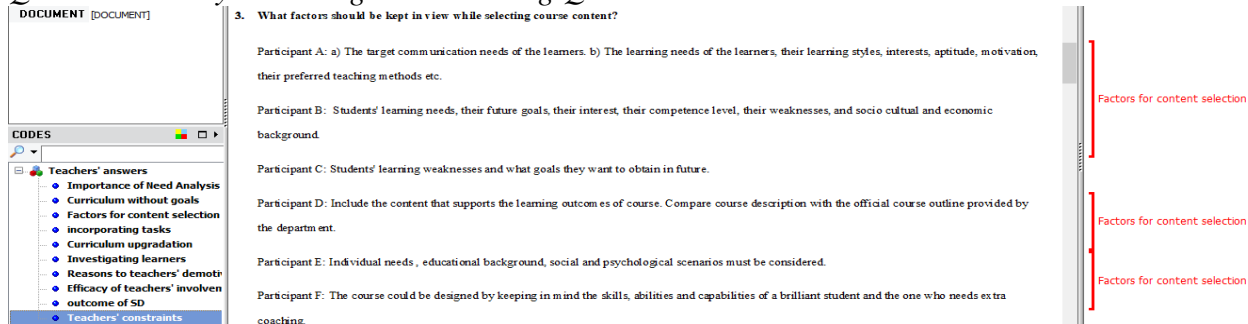 DOCUMENT [DOCUMENT]
3. What factors should be kept in view while selecting course content?
Participant A: a) The target communication needs of the learners. b) The learning needs of the learners, their learning styles, interests, aptitude, motivation,
their preferred teaching methods etc.
Participant B: Students' learning needs, their future goals, their interest, their competence level, their weaknesses, and socio cultual and economic
background.
Participant C: Students' learning weaknesses and what goals they want to obtain in future.
Participant D: Include the content that supports the learning outcomes of course. Compare course description with the official course outline provided by
the department.
Participant E: Individual needs , educational background, social and psychological scenarios must be considered.
Participant F: The course could be designed by keeping in mind the skills, abilities and capabilities of a brilliant student and the one who needs extra
coaching.
CODES
Teachers' answers
Importance of Need Analysis
Curriculum without goals
Factors for content selection
incorporating tasks
Curriculum upgradation
Investigating learners
Reasons to teachers' demotiv
Efficacy of teachers' involven
outcome of SD
Teachers' constraints
Factors for content selection
Factors for content selection
Factors for content selection